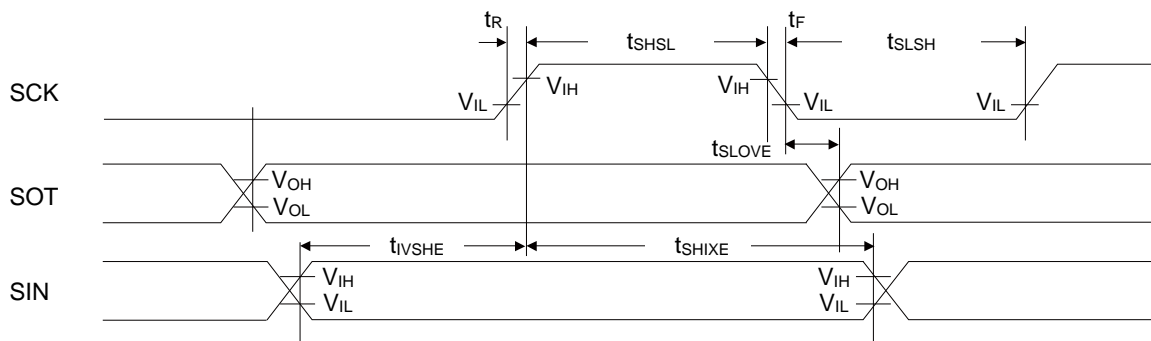 tR
tF
tSHSL
tSLSH
SCK
VIH
VIH
VIL
VIL
VIL
tSLOVE
SOT
VOH
VOH
VOL
VOL
tIVSHE
tSHIXE
SIN
VIH
VIH
VIL
VIL